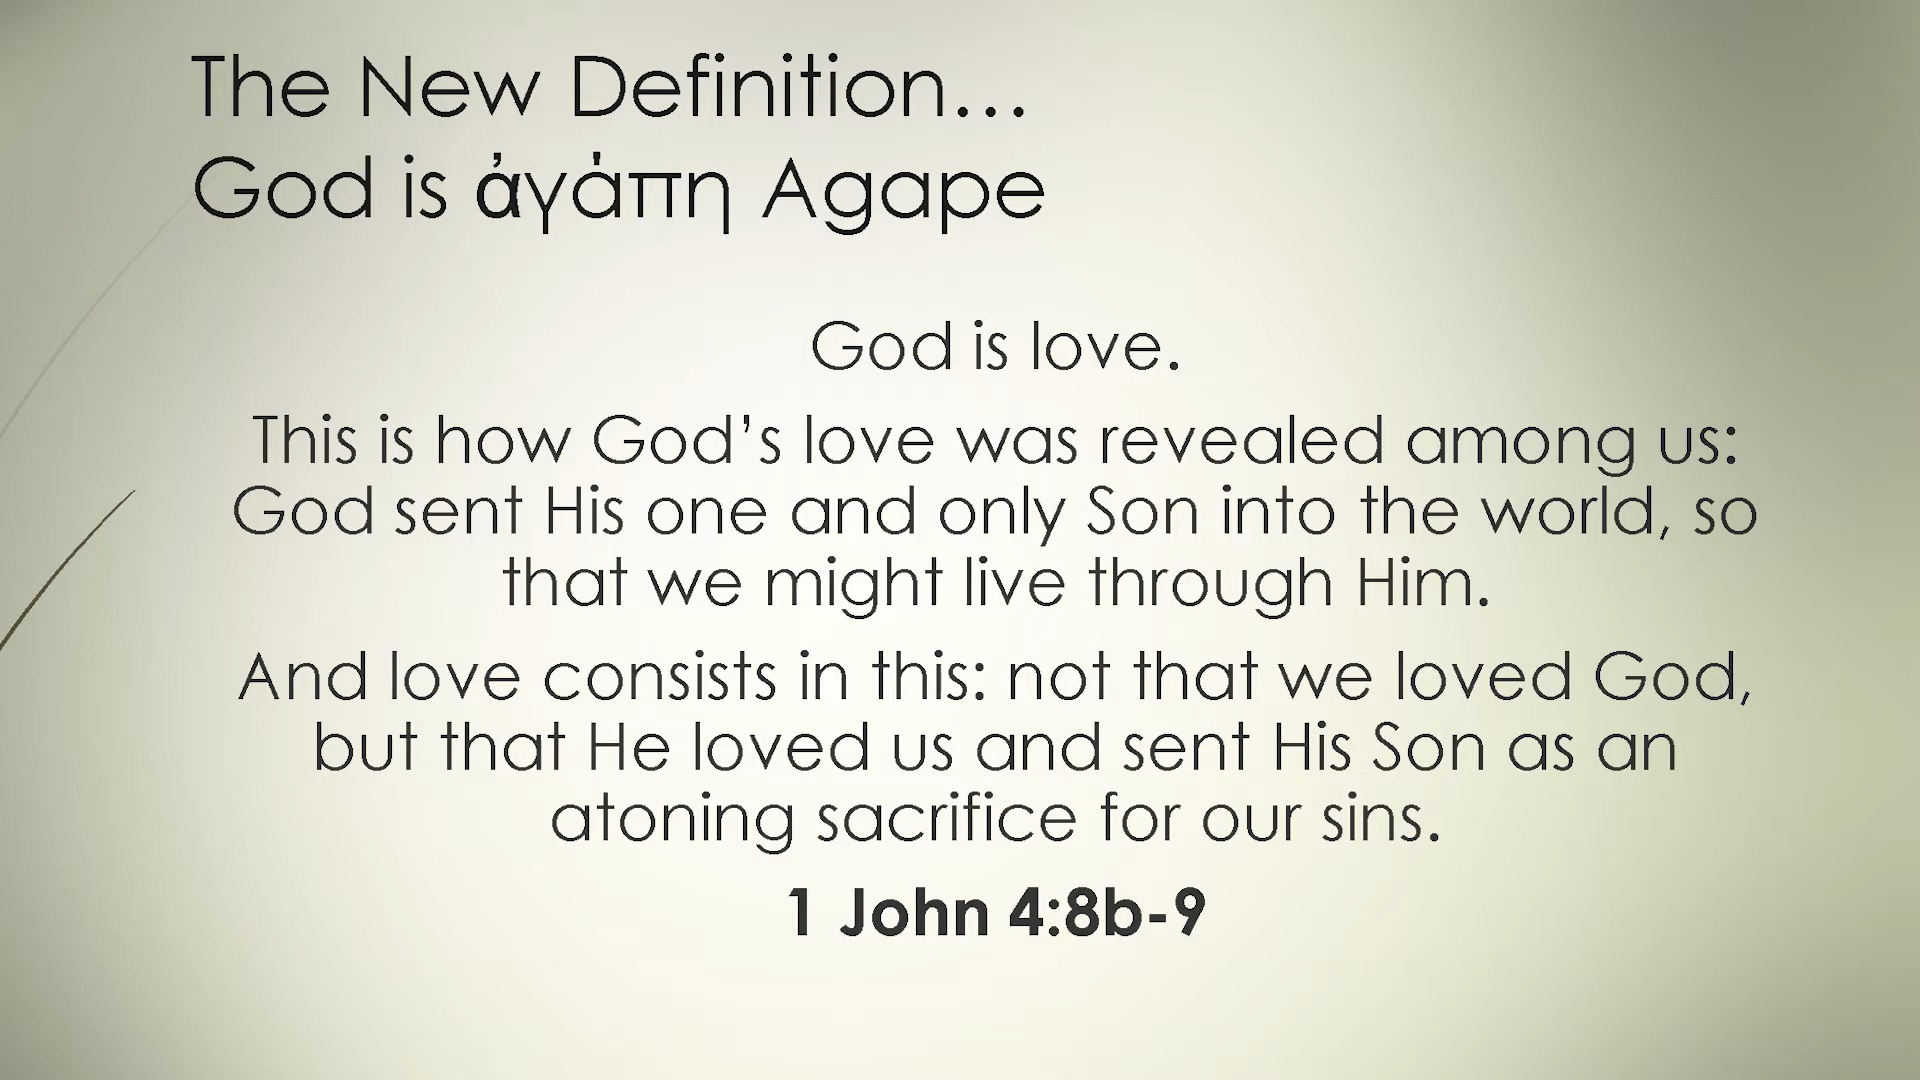 The New Definition…
God is ἀγάπη Agape
God is love.
This is how God’s love was revealed among us:
God sent His one and only Son into the world, so
that we might live through Him.
And love consists in this: not that we loved God,
but that He loved us and sent His Son as an
atoning sacrifice for our sins.
1 John 4:8b-9